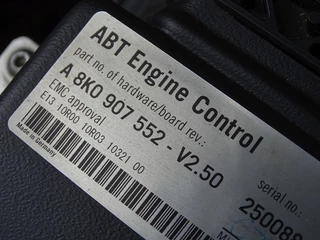 ABT Engine Control
part no. of hardware/board rev.:
A 8K0 907 552 - V2.50
EMC approval
E13 10R00 10R03 10321 00
Made in Germany
serial no.: